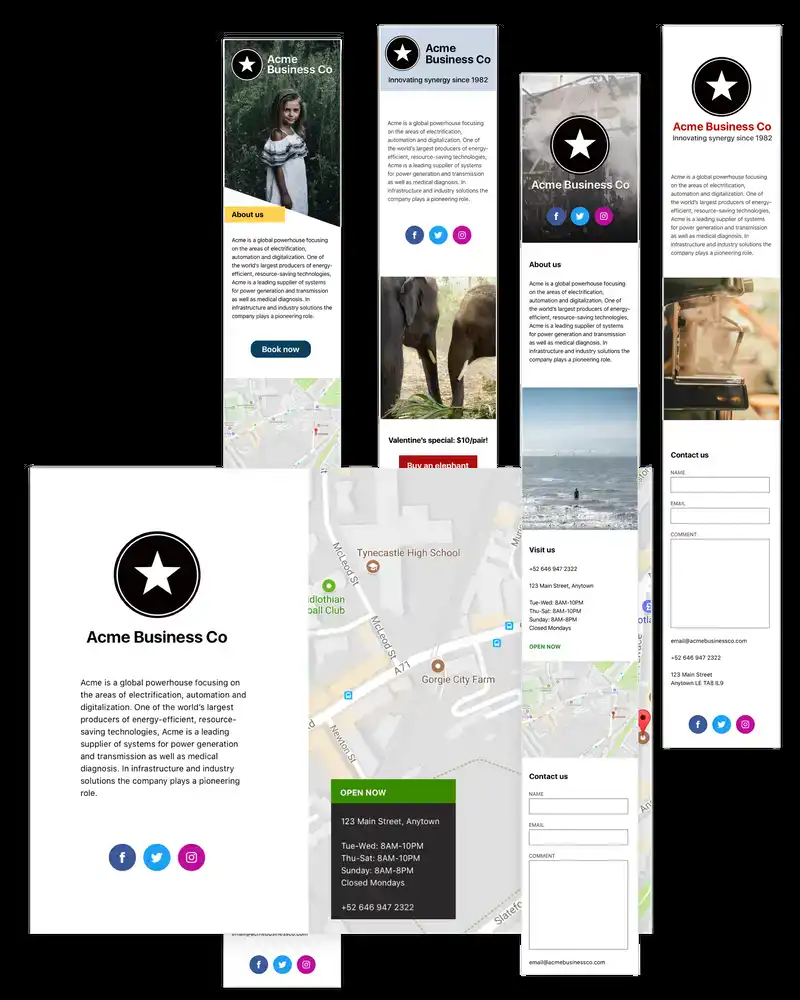 Acme
Business Co
About us
Acme is a global powerhouse focusing
on the areas of electrification,
automation and digitalization. One of
the world's largest producers of energy-
efficient, resource-saving technologies,
Acme is a leading supplier of systems
for power generation and transmission
as well as medical diagnosis. In
infrastructure and industry solutions the
company plays a pioneering role.
Book now
Acme
Business Co
Innovating synergy since 1982
Acme is a global powerhouse focusing
on the areas of electrification,
automation and digitalization. One of
the world's largest producers of energy-
efficient, resource-saving technologies,
Acme is a leading supplier of systems
for power generation and transmission
as well as medical diagnosis. In
infrastructure and industry solutions the
company plays a pioneering role.
Valentine's special: $10/pair!
Buy an elephant
Acme Business Co
About us
Acme is a global powerhouse focusing
on the areas of electrification,
automation and digitalization. One of
the world's largest producers of energy-
efficient, resource-saving technologies,
Acme is a leading supplier of systems
for power generation and transmission
as well as medical diagnosis. In
infrastructure and industry solutions the
company plays a pioneering role.
Visit us
+52 646 947 2322
123 Main Street, Anytown
Tue-Wed: 8AM-10PM
Thu-Sat: 8AM-10PM
Sunday: 8AM-8PM
Closed Mondays
OPEN NOW
Contact us
NAME
EMAIL
COMMENT
email@acmebusinessco.com
Acme Business Co
Innovating synergy since 1982
Acme is a global powerhouse focusing
on the areas of electrification,
automation and digitalization. One of
the world's largest producers of energy-
efficient, resource-saving technologies,
Acme is a leading supplier of systems
for power generation and transmission
as well as medical diagnosis. In
infrastructure and industry solutions the
company plays a pioneering role.
Contact us
NAME
EMAIL
COMMENT
email@acmebusinessco.com
+52 646 947 2322
123 Main Street
Anytown LE TA8 IL9
Acme Business Co
Acme is a global powerhouse focusing on
the areas of electrification, automation and
digitalization. One of the world's largest
producers of energy-efficient, resource-
saving technologies, Acme is a leading
supplier of systems for power generation
and transmission as well as medical
diagnosis. In infrastructure and industry
solutions the company plays a pioneering
role.
McLeod St
Tynecastle High School
dlothian
ball Club
McLeod St
A71
Gorgie City Farm
Newton St
Slatef
OPEN NOW
123 Main Street, Anytown
Tue-Wed: 8AM-10PM
Thu-Sat: 8AM-10PM
Sunday: 8AM-8PM
Closed Mondays
+52 646 947 2322
email@acmebusinessco.com